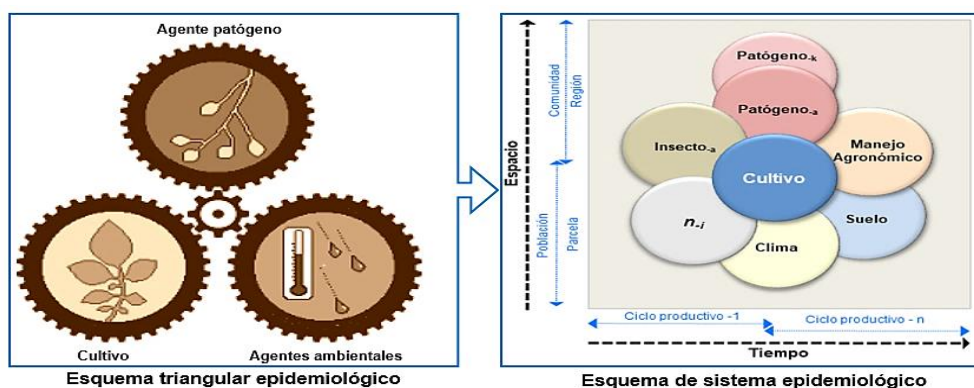 Agente patógeno
Cultivo
Agentes ambientales
Esquema triangular epidemiológico
Espacio
Comunidad
Región
Población
Parcela
Patógeno-k
Patógeno-a
Insecto-a
Manejo
Agronómico
Cultivo
n-i
Suelo
Clima
Ciclo productivo -1
Ciclo productivo - n
Tiempo
Esquema de sistema epidemiológico